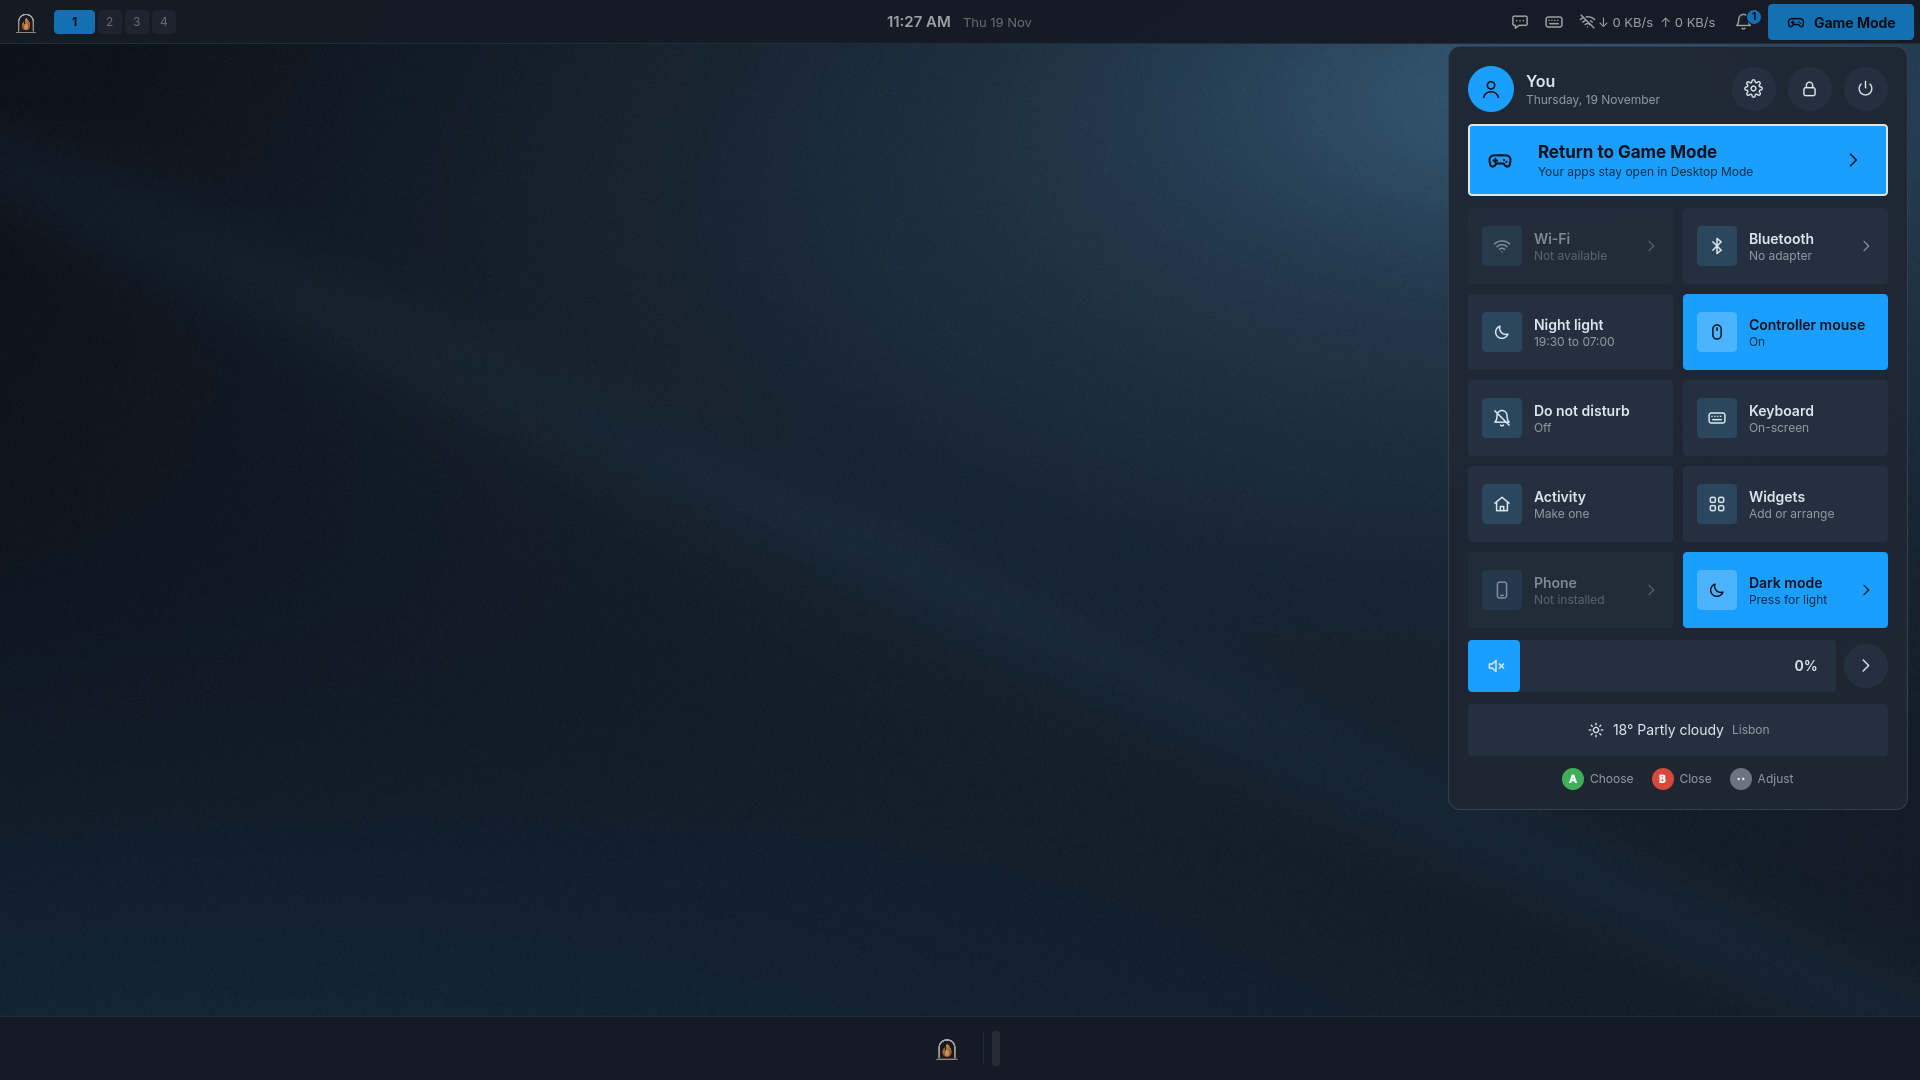 1 2 3 4
11:27 AM Thu 19 Nov
↓ 0 KB/s ↑ 0 KB/s
1
Game Mode
You
Thursday, 19 November
Return to Game Mode
Your apps stay open in Desktop Mode
Wi-Fi
Not available
Bluetooth
No adapter
Night light
19:30 to 07:00
Controller mouse
On
Do not disturb
Off
Keyboard
On-screen
Activity
Make one
Widgets
Add or arrange
Phone
Not installed
Dark mode
Press for light
0%
18° Partly cloudy Lisbon
A Choose B Close Adjust